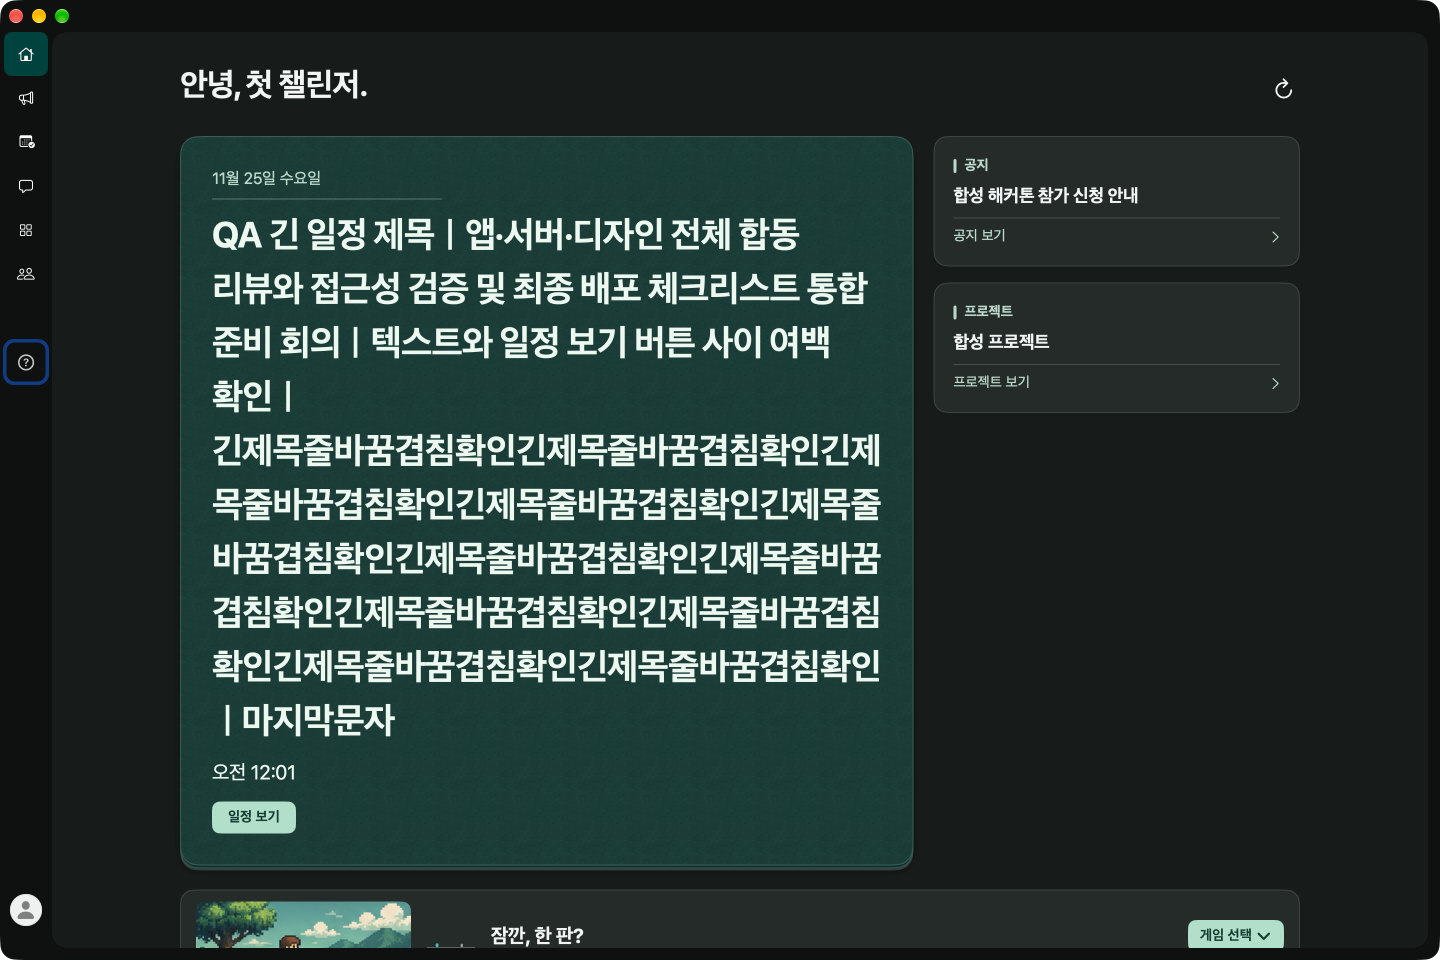 안녕, 첫 챌린저.
11월 25일 수요일
QA 긴 일정 제목 | 앱·서버·디자인 전체 합동
리뷰와 접근성 검증 및 최종 배포 체크리스트 통합
준비 회의 | 텍스트와 일정 보기 버튼 사이 여백
확인 |
긴제목줄바꿈겹침확인긴제목줄바꿈겹침확인긴제
목줄바꿈겹침확인긴제목줄바꿈겹침확인긴제목줄
바꿈겹침확인긴제목줄바꿈겹침확인긴제목줄바꿈
겹침확인긴제목줄바꿈겹침확인긴제목줄바꿈겹침
확인긴제목줄바꿈겹침확인긴제목줄바꿈겹침확인
| 마지막문자
오전 12:01
일정 보기
공지
합성 해커톤 참가 신청 안내
공지 보기
프로젝트
합성 프로젝트
프로젝트 보기
잠깐, 한 판?
게임 선택